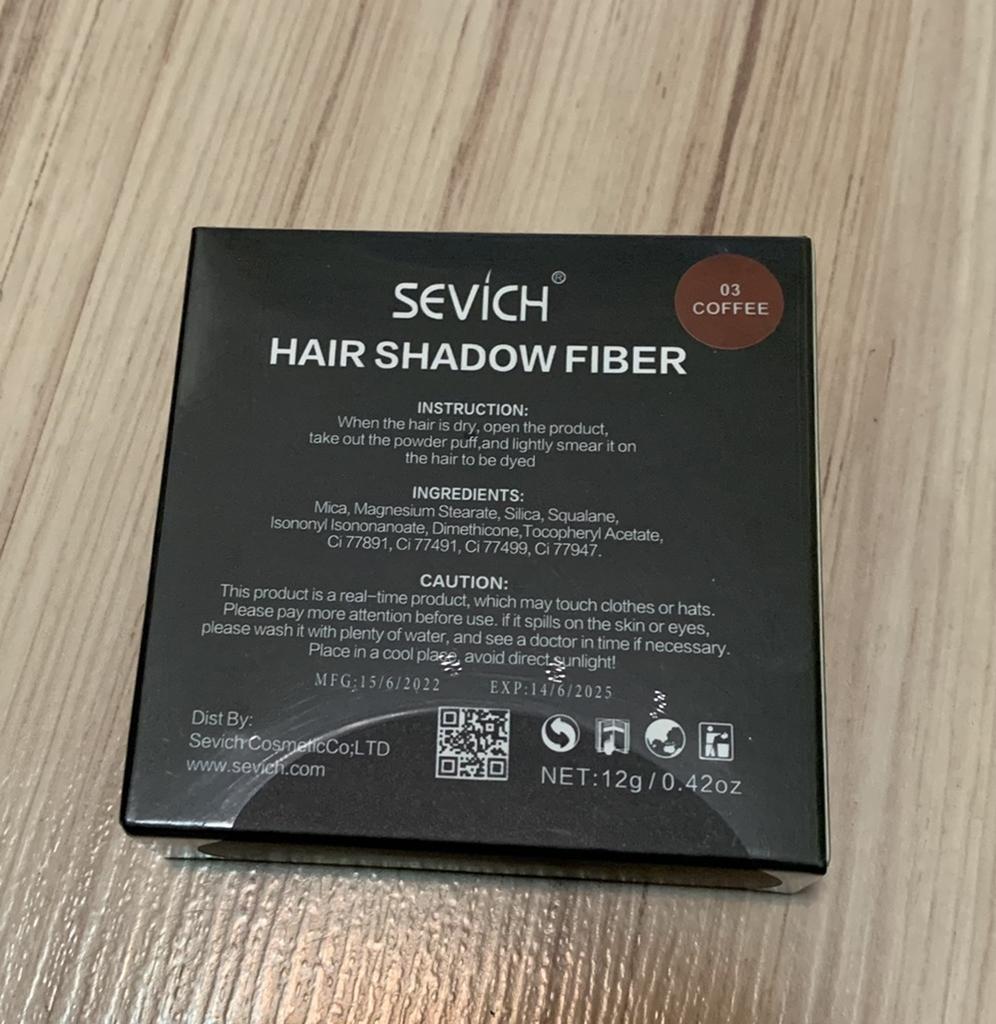 SEVICH®
03
COFFEE
HAIR SHADOW FIBER
INSTRUCTION:
When the hair is dry, open the product,
take out the powder puff,and lightly smear it on
the hair to be dyed
INGREDIENTS:
Mica, Magnesium Stearate, Silica, Squalane,
Isononyl Isononanoate, Dimethicone,Tocopheryl Acetate,
Ci 77891, Ci 77491, Ci 77499, Ci 77947.
CAUTION:
This product is a real-time product, which may touch clothes or hats.
Please pay more attention before use. if it spills on the skin or eyes,
please wash it with plenty of water, and see a doctor in time if necessary.
Place in a cool place, avoid direct sunlight!
MFG:15/6/2022 EXP:14/6/2025
Dist By:
Sevich CosmeticCo;LTD
www.sevich.com
NET:12g/0.42oz